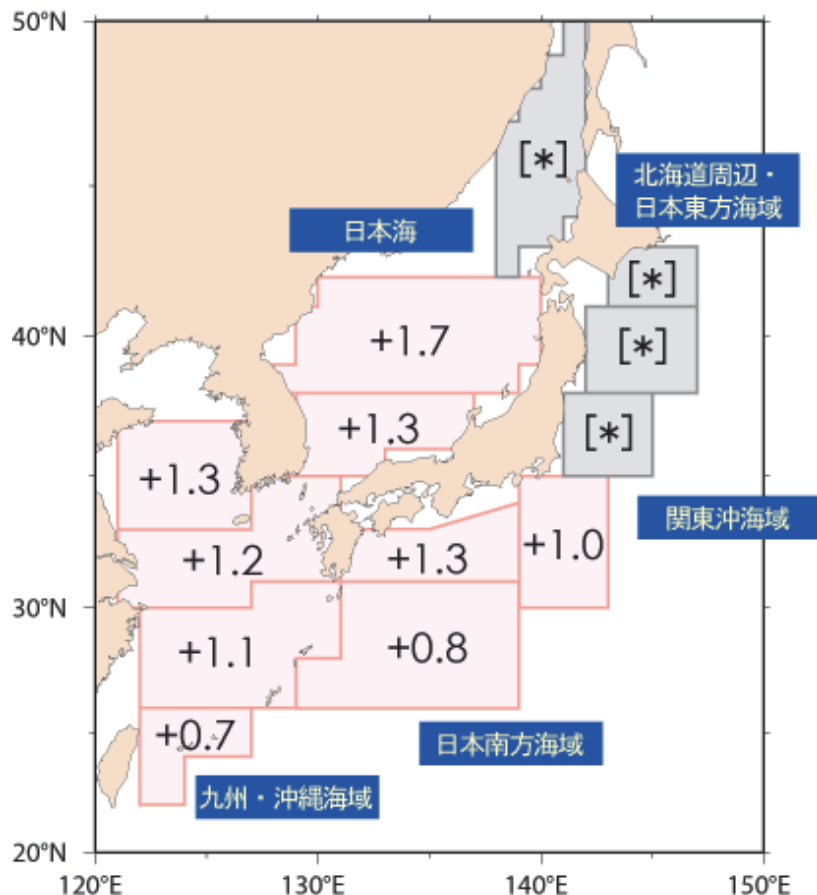 50°N
[*]
北海道周辺・
日本東方海域
日本海
[*]
40°N
+1.7
[*]
+1.3
[*]
+1.3
関東沖海域
+1.2
+1.3
+1.0
30°N
+1.1
+0.8
+0.7
日本南方海域
九州・沖縄海域
20°N
120°E
130°E
140°E
150°E